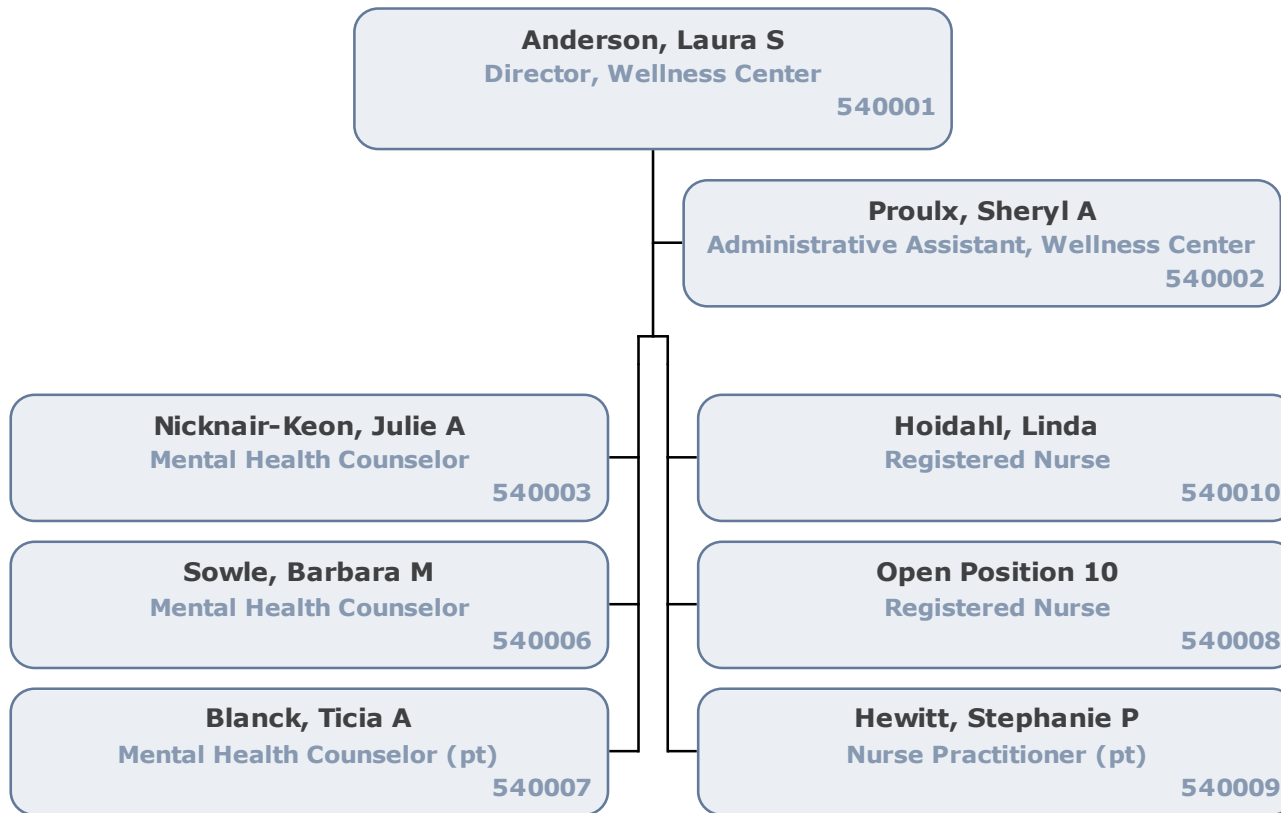 Anderson, Laura S
Director, Wellness Center
540001
Proulx, Sheryl A
Administrative Assistant, Wellness Center
540002
Nicknair-Keon, Julie A
Mental Health Counselor
540003
Hoidahl, Linda
Registered Nurse
540010
Sowle, Barbara M
Mental Health Counselor
540006
Open Position 10
Registered Nurse
540008
Blanck, Ticia A
Mental Health Counselor (pt)
540007
Hewitt, Stephanie P
Nurse Practitioner (pt)
540009